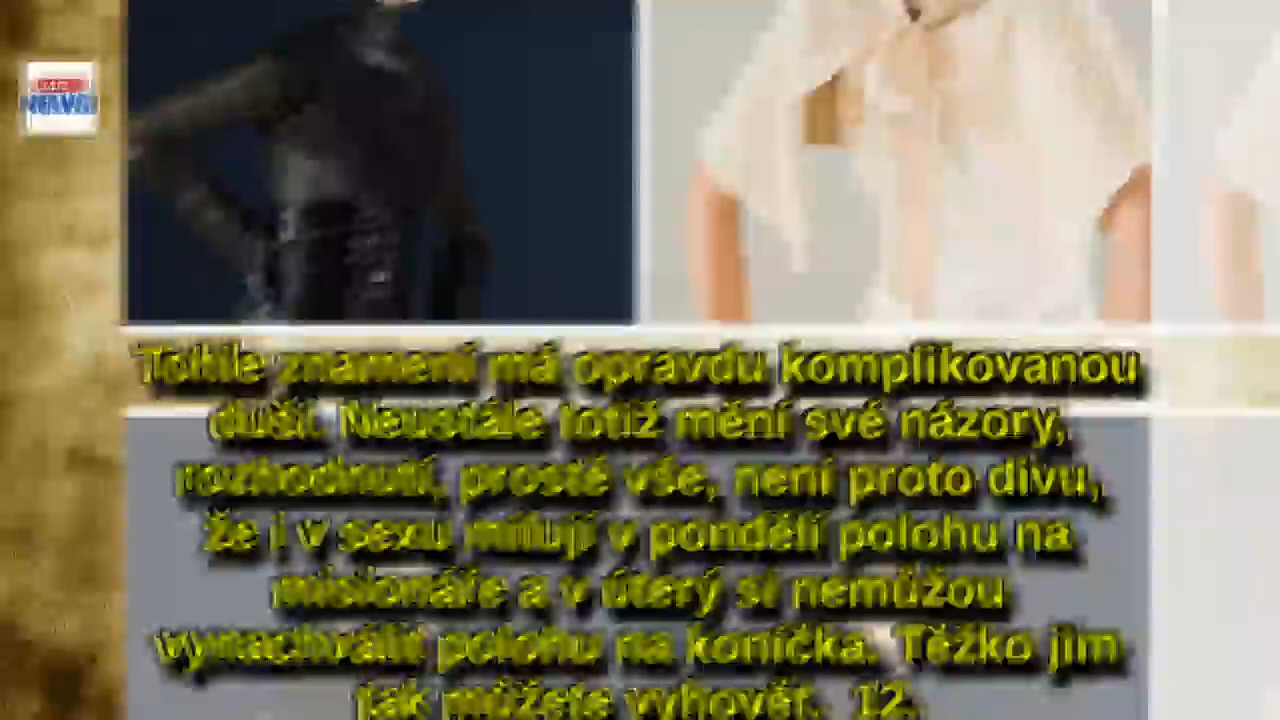 Tohle znamení má opravdu komplikovanou
duši. Neustále totiž mění své názory,
rozhodnutí, prostě vše, není proto divu,
že i v sexu milují v pondělí polohu na
misionáře a v úterý si nemůžou
vynachválit polohu na koníčka. Těžko jim
tak můžete vyhovět. 12.